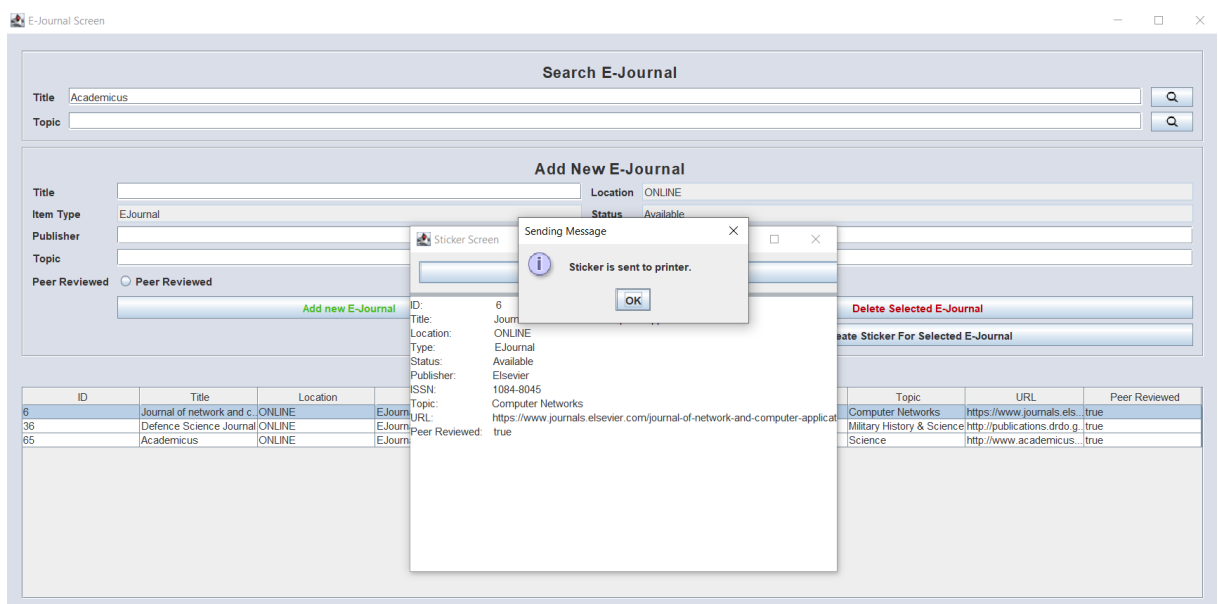 E-Journal Screen
Search E-Journal
Title Academicus
Topic
Add New E-Journal
Title Location ONLINE
Item Type EJournal Status Available
Publisher
Topic
Peer Reviewed Peer Reviewed
Add new E-Journal Delete Selected E-Journal
eate Sticker For Selected E-Journal
Sticker Screen
Sending Message
Sticker is sent to printer.
OK
ID: 6
Title: Journ
Location: ONLINE
Type: EJournal
Status: Available
Publisher: Elsevier
ISSN: 1084-8045
Topic: Computer Networks
URL: https://www.journals.elsevier.com/journal-of-network-and-computer-applicat
Peer Reviewed: true
ID Title Location Topic URL Peer Reviewed
6 Journal of network and c... ONLINE EJourn Computer Networks https://www.journals.els... true
36 Defence Science Journal ONLINE EJourn Military History & Science http://publications.drdo.g... true
65 Academicus ONLINE EJourn Science http://www.academicus... true